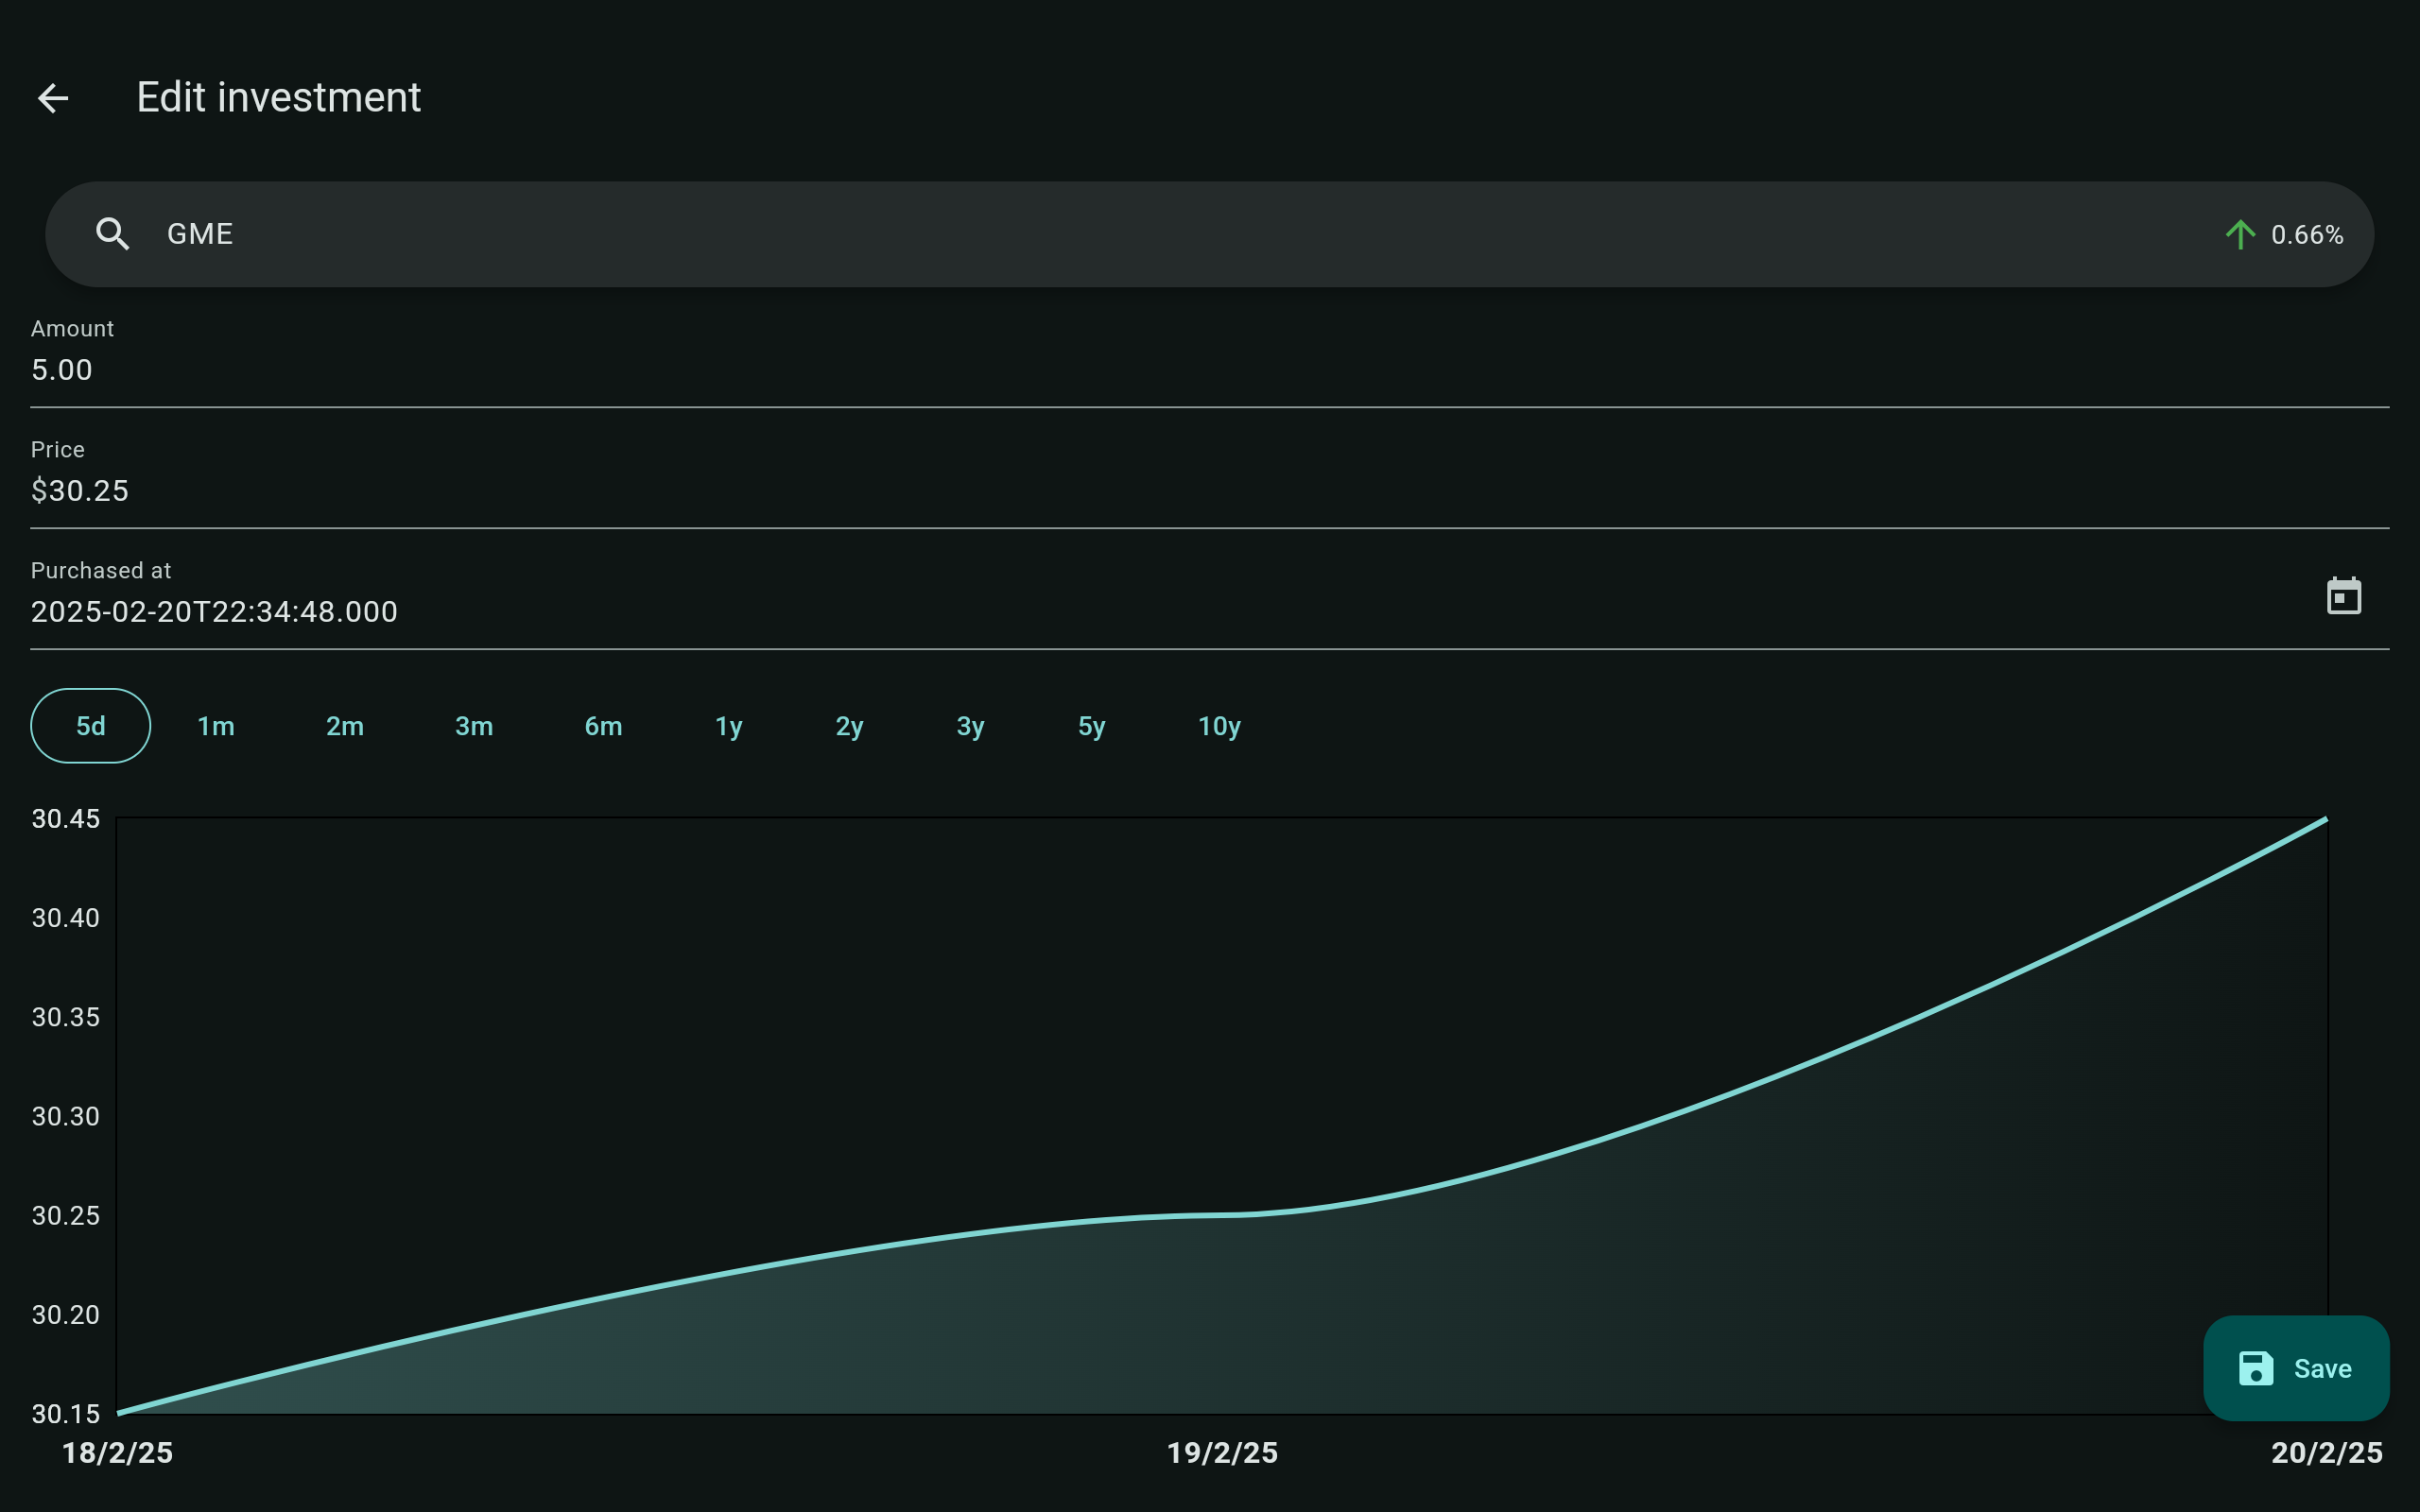 Edit investment
GME 0.66%
Amount
5.00
Price
$30.25
Purchased at
2025-02-20T22:34:48.000
5d 1m 2m 3m 6m 1y 2y 3y 5y 10y
30.45
30.40
30.35
30.30
30.25
30.20
30.15
Save
18/2/25 19/2/25 20/2/25